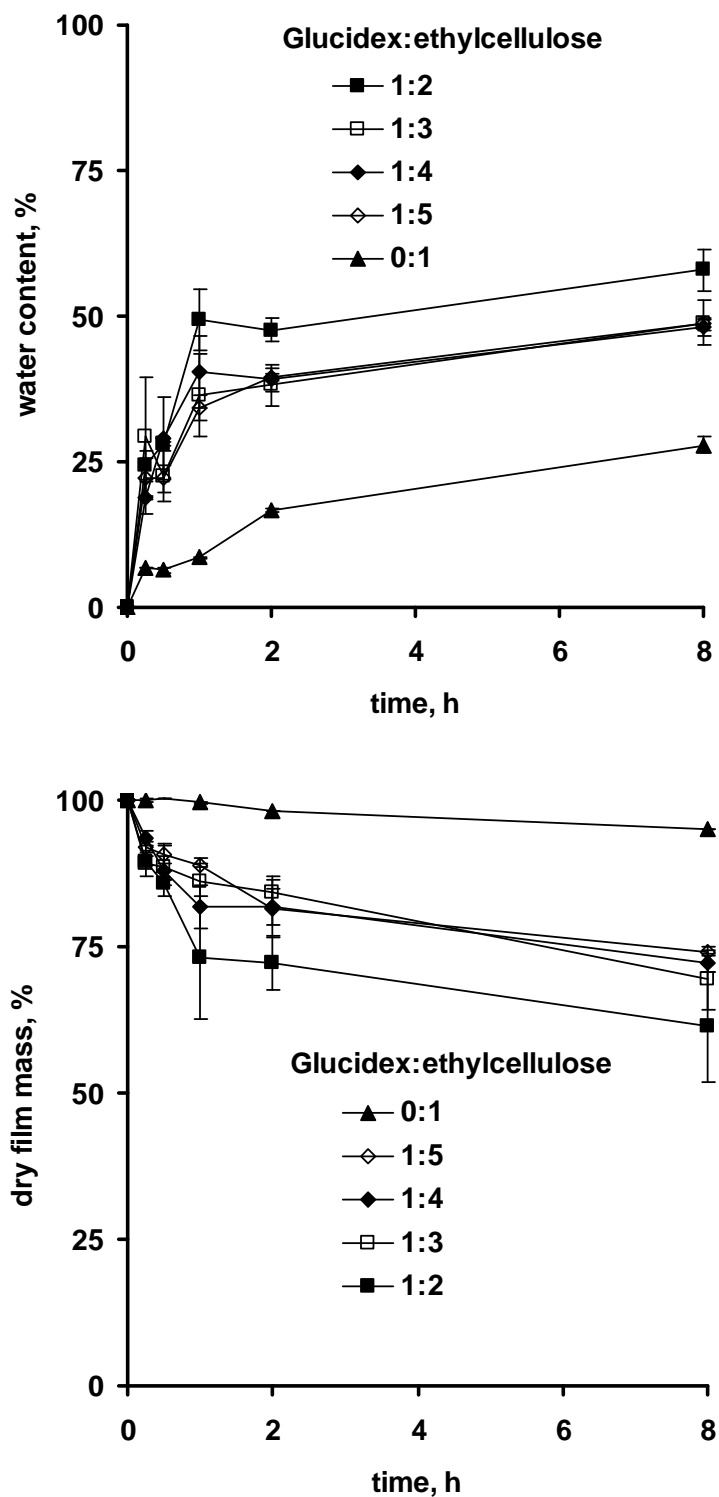 100
75
50
25
0
water content, %
Glucidex:ethylcellulose
1:2
1:3
1:4
1:5
0:1
0 2 4 6 8
time, h
100
75
50
25
0
dry film mass, %
Glucidex:ethylcellulose
0:1
1:5
1:4
1:3
1:2
0 2 4 6 8
time, h